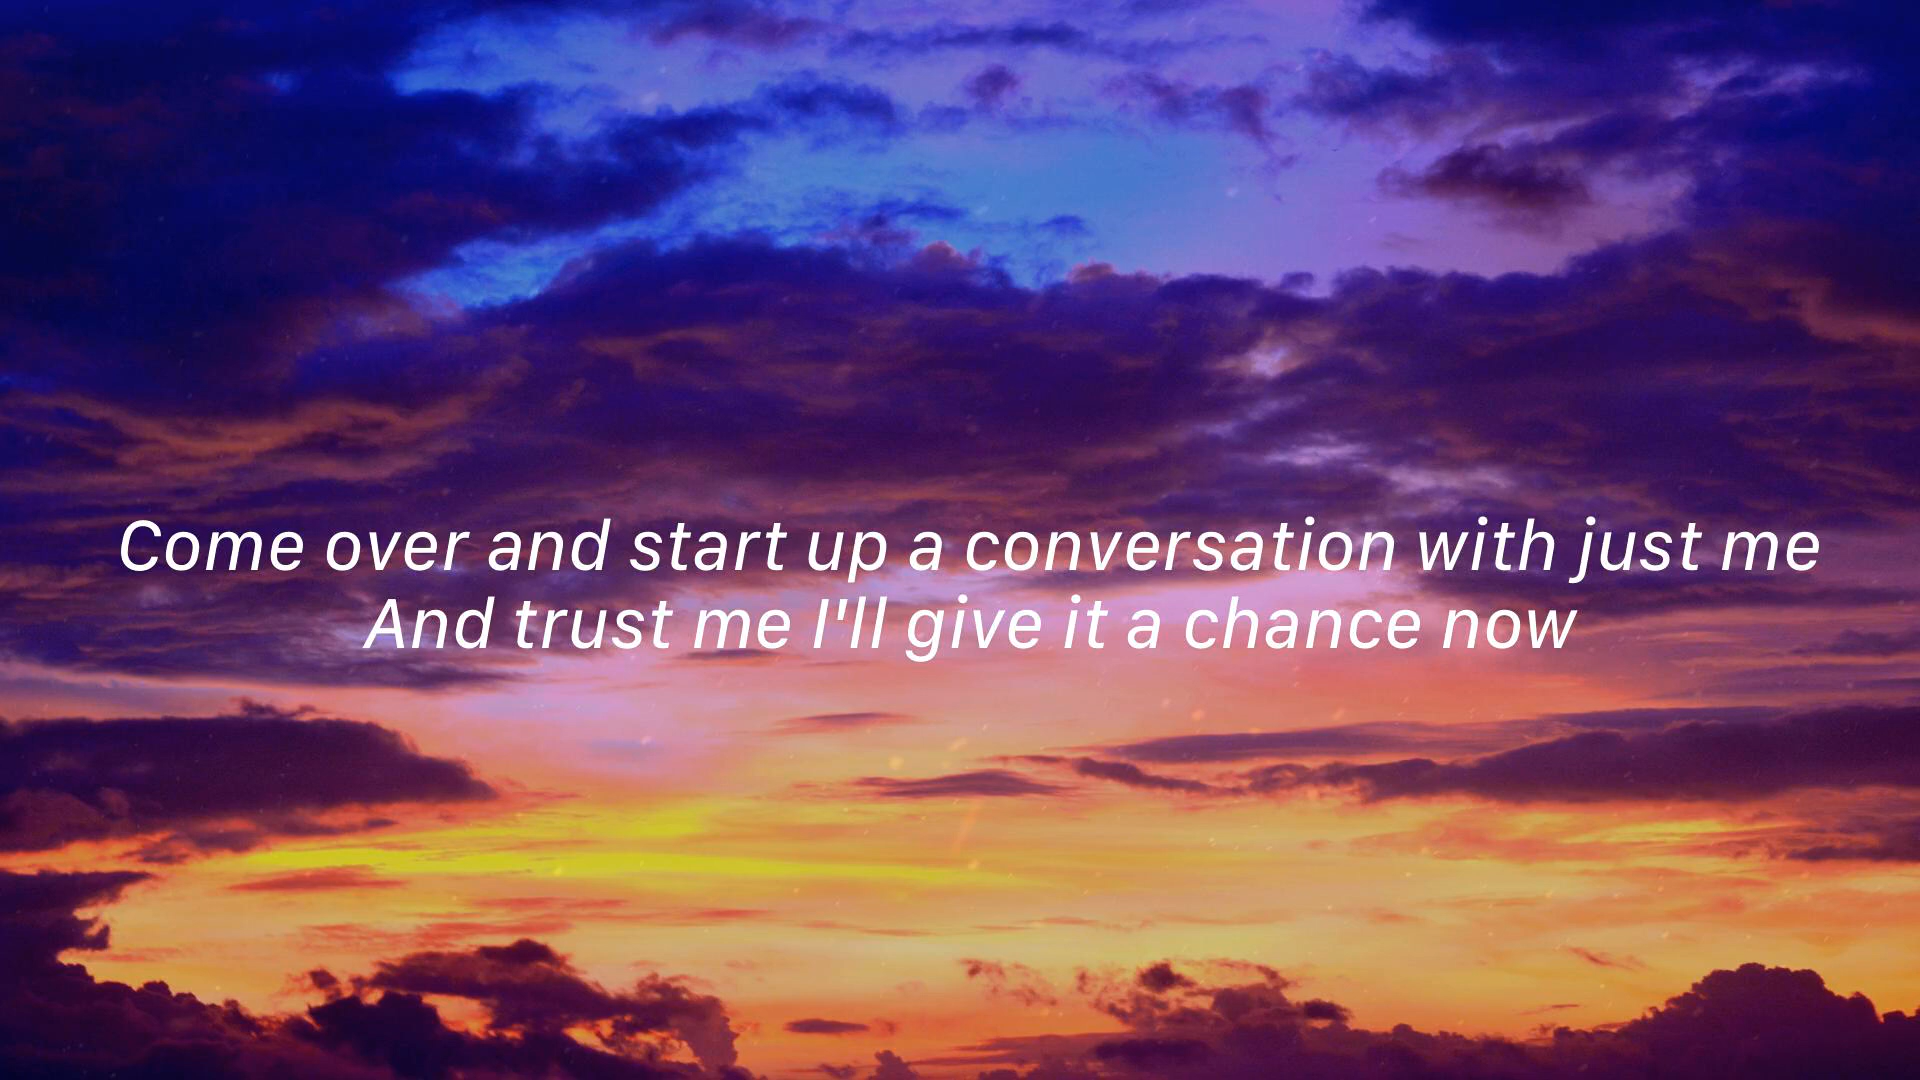 Come over and start up a conversation with just me
And trust me I'll give it a chance now